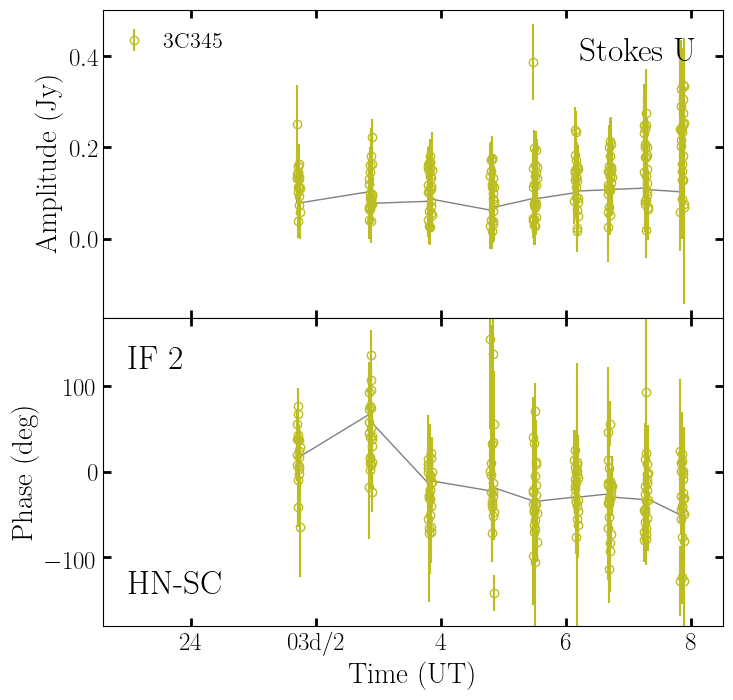 3C345
Stokes U
Amplitude (Jy)
0.4
0.2
0.0
IF 2
HN-SC
Phase (deg)
100
0
−100
24
03d/2
4
6
8
Time (UT)